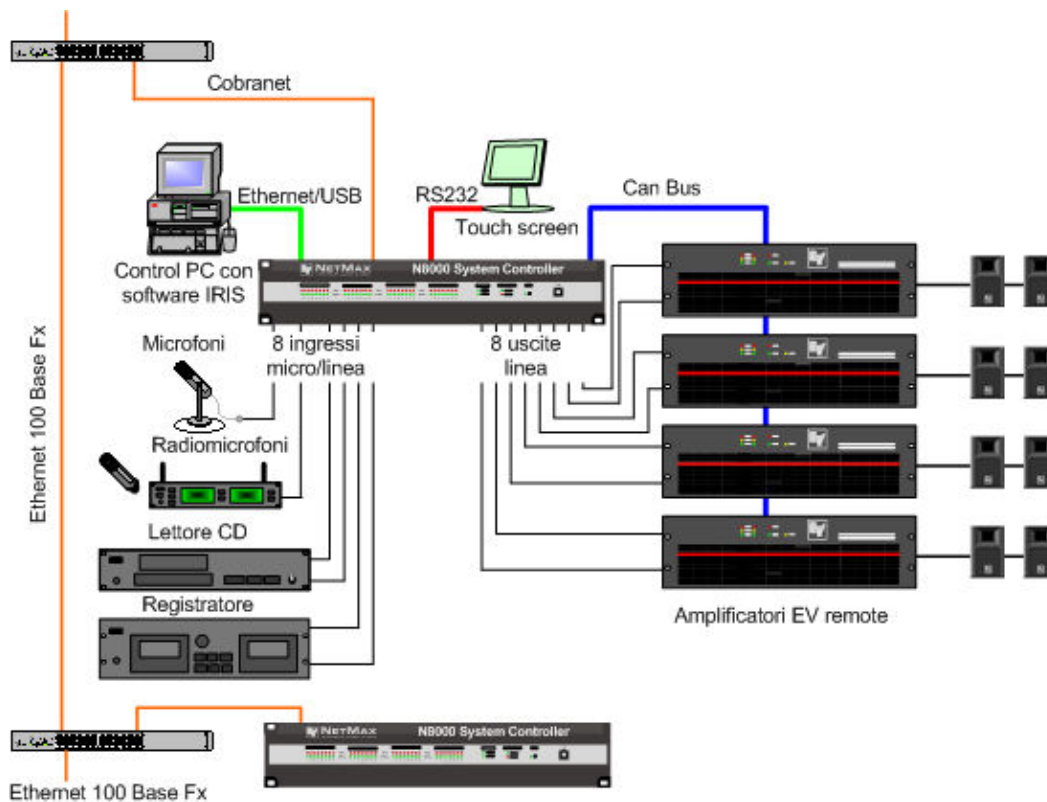 Cobranet
Ethernet/USB
RS232
Touch screen
Can Bus
Control PC con
software IRIS
NETMAX
N8000 System Controller
Microfoni
8 ingressi
micro/linea
8 uscite
linea
Radiomicrofoni
Lettore CD
Registratore
Amplificatori EV remote
Ethernet 100 Base Fx
NETMAX
N8000 System Controller
Ethernet 100 Base Fx